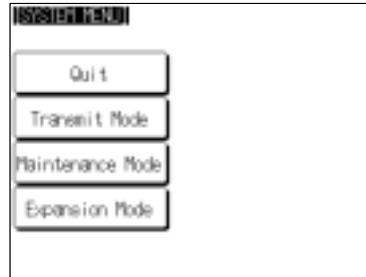 [SYSTEM MENU]
Quit
Transmit Mode
Maintenance Mode
Expansion Mode